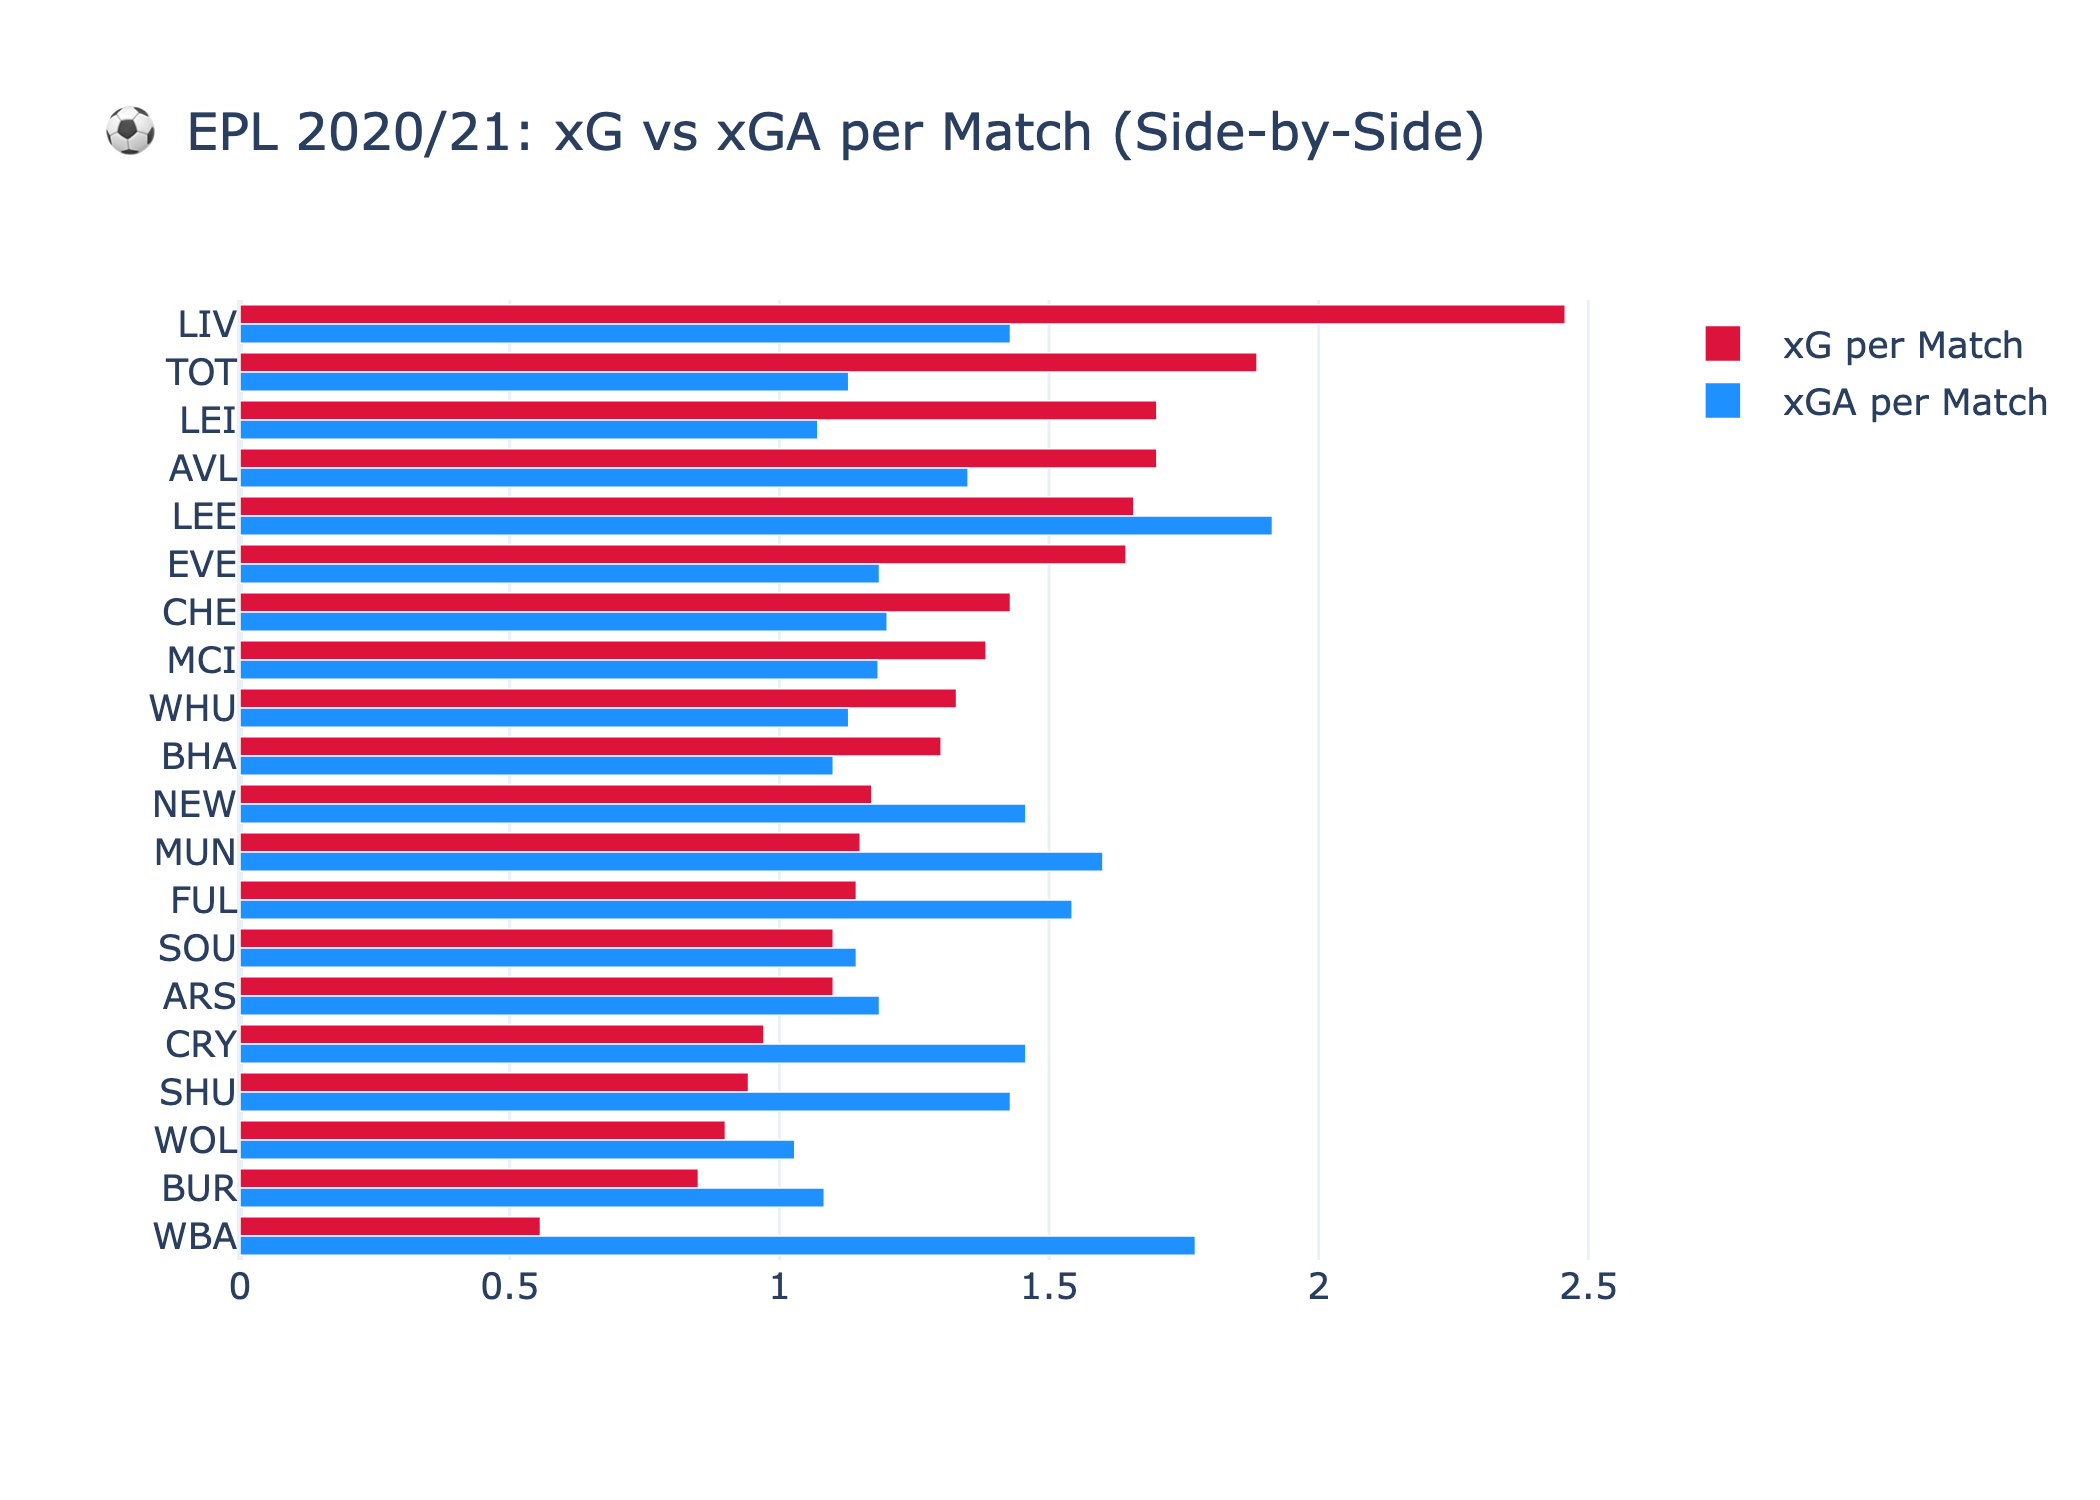 ⚽ EPL 2020/21: xG vs xGA per Match (Side-by-Side)
xG per Match
xGA per Match
LIV
TOT
LEI
AVL
LEE
EVE
CHE
MCI
WHU
BHA
NEW
MUN
FUL
SOU
ARS
CRY
SHU
WOL
BUR
WBA
0 0.5 1 1.5 2 2.5